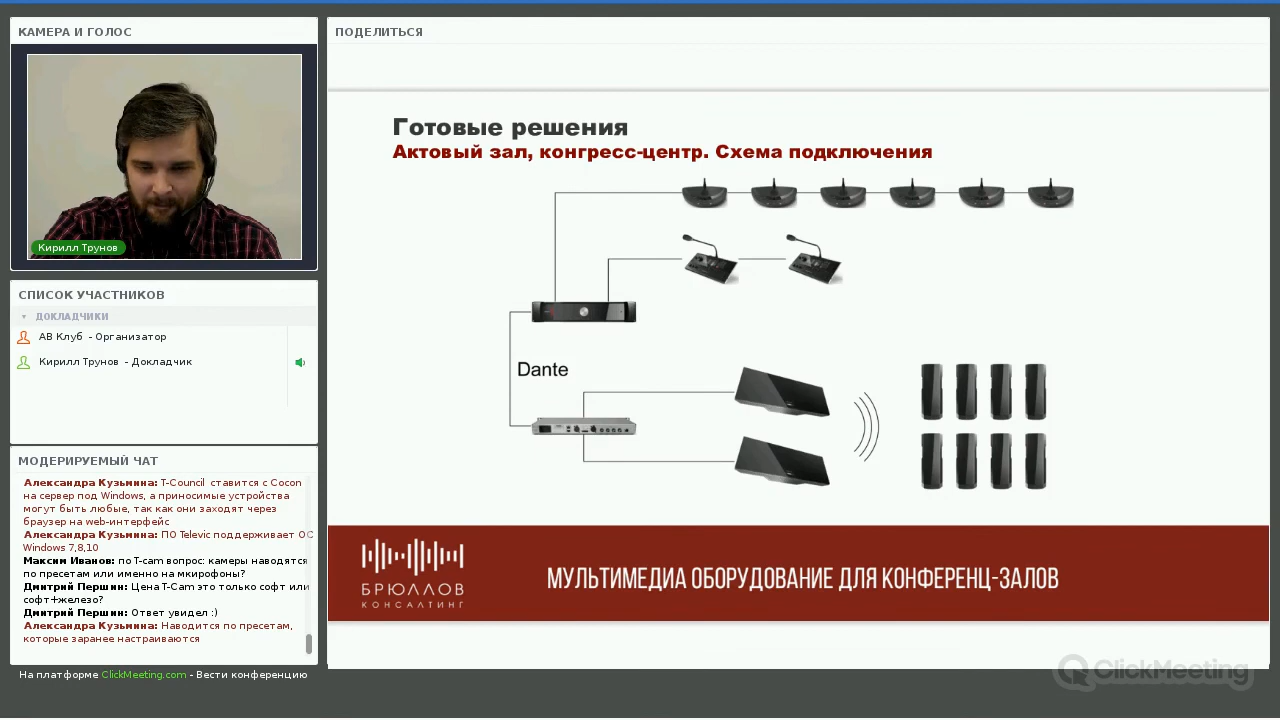 КАМЕРА И ГОЛОС
Кирилл Трунов
СПИСОК УЧАСТНИКОВ
ДОКЛАДЧИКИ
АВ Клуб - Организатор
Кирилл Трунов - Докладчик
МОДЕРИРУЕМЫЙ ЧАТ
Александра Кузьмина: T-Council ставится с Cocon
на сервер под Windows, а приносимые устройства
могут быть любые, так как они заходят через
браузер на web-интерфейс
Александра Кузьмина: ПО Televic поддерживает ОС
Windows 7,8,10
Максим Иванов: по T-cam вопрос: камеры наводятся
по пресетам или именно на мкирофоны?
Дмитрий Першин: Цена T-Cam это только софт или
софт+железо?
Дмитрий Першин: Ответ увидел :)
Александра Кузьмина: Наводится по пресетам,
которые заранее настраиваются
На платформе ClickMeeting.com - Вести конференцию
ПОДЕЛИТЬСЯ
Готовые решения
Актовый зал, конгресс-центр. Схема подключения
Dante
БРЮЛЛОВ
КОНСАЛТИНГ
МУЛЬТИМЕДИА ОБОРУДОВАНИЕ ДЛЯ КОНФЕРЕНЦ-ЗАЛОВ
ClickMeeting